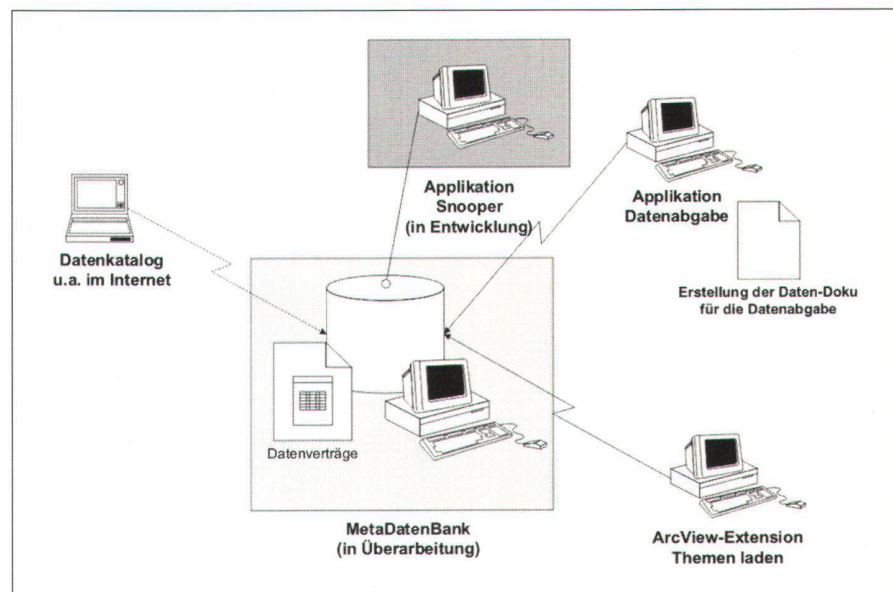 Applikation
Snooper
(in Entwicklung)
Applikation
Datenabgabe
Datenkatalog
u.a. im Internet
Erstellung der Daten-Doku
für die Datenabgabe
Datenverträge
MetaDatenBank
(in Überarbeitung)
ArcView-Extension
Themen laden